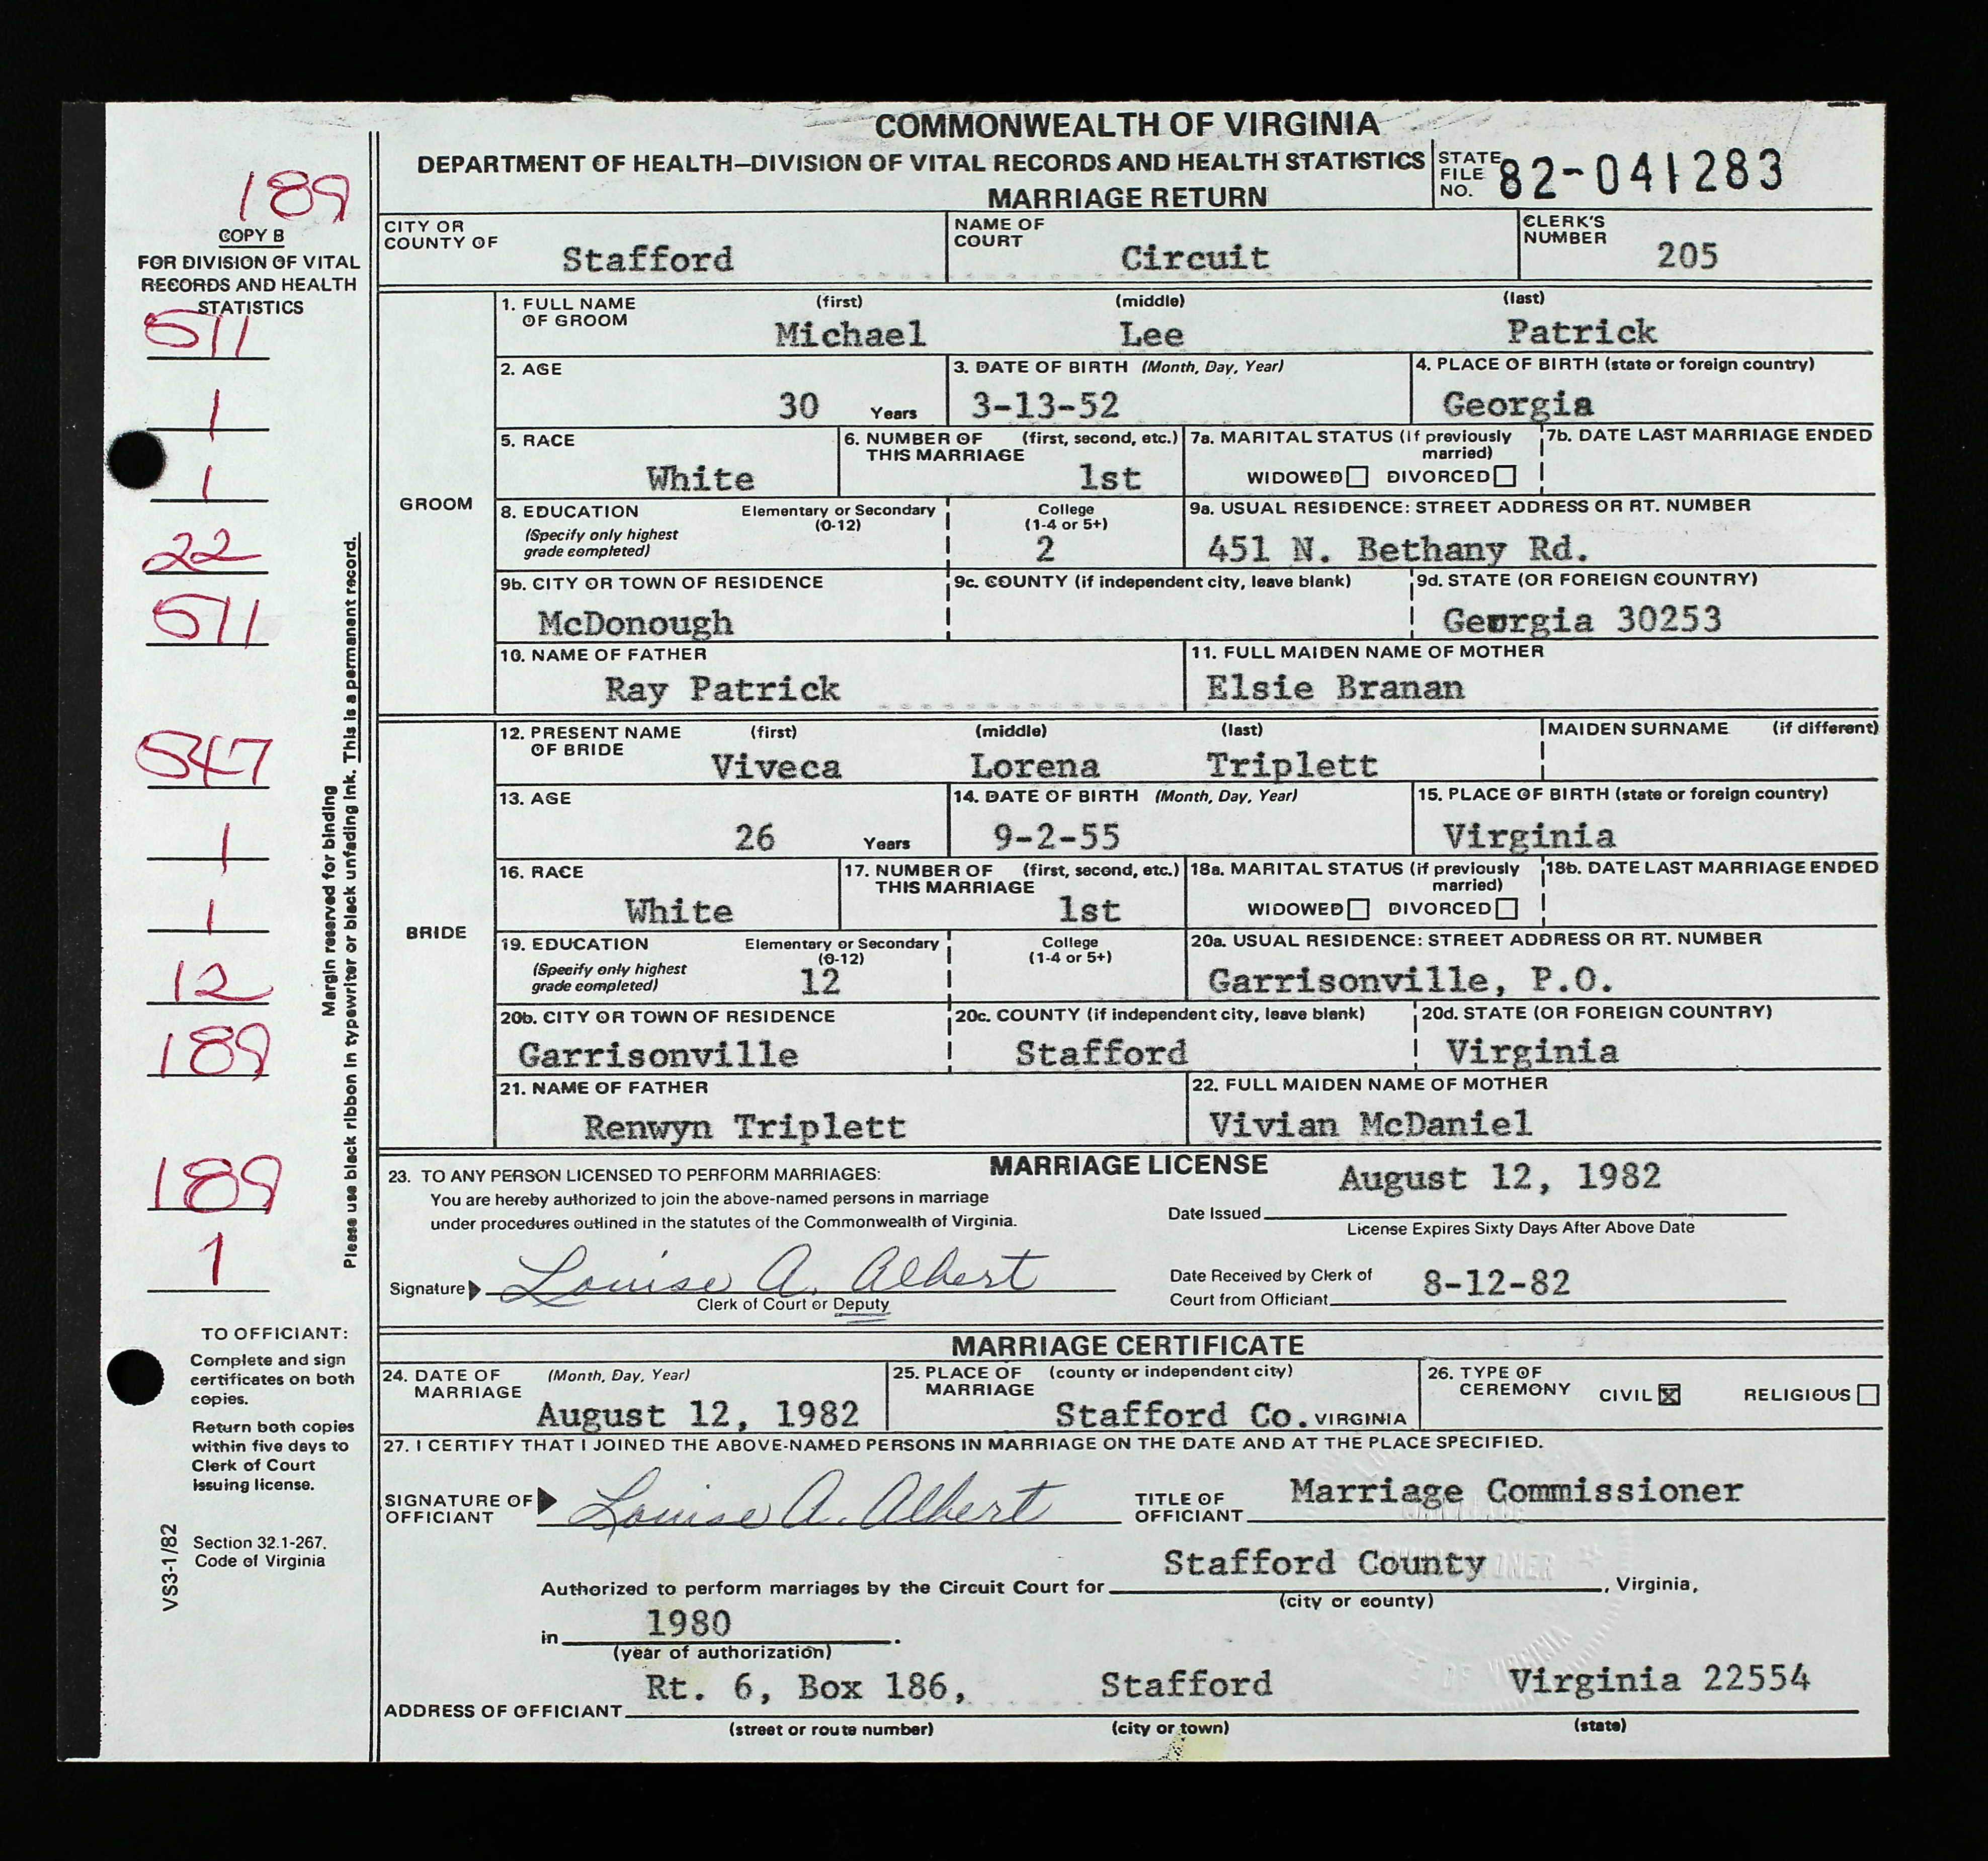 COMMONWEALTH OF VIRGINIA
DEPARTMENT OF HEALTH—DIVISION OF VITAL RECORDS AND HEALTH STATISTICS
MARRIAGE RETURN
STATE FILE NO. 82-041283
189
COPY B
FOR DIVISION OF VITAL
RECORDS AND HEALTH
STATISTICS
511
1
1
22
511
547
1
1
12
189
189
1
Margin reserved for binding
Please use black ribbon in typewriter or black unfading ink. This is a permanent record.
TO OFFICIANT:
Complete and sign
certificates on both
copies.
Return both copies
within five days to
Clerk of Court
issuing license.
Section 32.1-267.
Code of Virginia
VS3-1/82
CITY OR COUNTY OF Stafford
NAME OF COURT Circuit
CLERK'S NUMBER 205
GROOM
1. FULL NAME OF GROOM (first) Michael (middle) Lee (last) Patrick
2. AGE 30 Years
3. DATE OF BIRTH (Month, Day, Year) 3-13-52
4. PLACE OF BIRTH (state or foreign country) Georgia
5. RACE White
6. NUMBER OF THIS MARRIAGE (first, second, etc.) 1st
7a. MARITAL STATUS (if previously married) WIDOWED ☐ DIVORCED ☐
7b. DATE LAST MARRIAGE ENDED
8. EDUCATION (Specify only highest grade completed) Elementary or Secondary (0-12) College (1-4 or 5+) 2
9a. USUAL RESIDENCE: STREET ADDRESS OR RT. NUMBER 451 N. Bethany Rd.
9b. CITY OR TOWN OF RESIDENCE McDonough
9c. COUNTY (if independent city, leave blank)
9d. STATE (OR FOREIGN COUNTRY) Georgia 30253
10. NAME OF FATHER Ray Patrick
11. FULL MAIDEN NAME OF MOTHER Elsie Branan
BRIDE
12. PRESENT NAME OF BRIDE (first) Viveca (middle) Lorena (last) Triplett MAIDEN SURNAME (if different)
13. AGE 26 Years
14. DATE OF BIRTH (Month, Day, Year) 9-2-55
15. PLACE OF BIRTH (state or foreign country) Virginia
16. RACE White
17. NUMBER OF THIS MARRIAGE (first, second, etc.) 1st
18a. MARITAL STATUS (if previously married) WIDOWED ☐ DIVORCED ☐
18b. DATE LAST MARRIAGE ENDED
19. EDUCATION (Specify only highest grade completed) Elementary or Secondary (0-12) 12 College (1-4 or 5+)
20a. USUAL RESIDENCE: STREET ADDRESS OR RT. NUMBER Garrisonville, P.O.
20b. CITY OR TOWN OF RESIDENCE Garrisonville
20c. COUNTY (if independent city, leave blank) Stafford
20d. STATE (OR FOREIGN COUNTRY) Virginia
21. NAME OF FATHER Renwyn Triplett
22. FULL MAIDEN NAME OF MOTHER Vivian McDaniel
MARRIAGE LICENSE
23. TO ANY PERSON LICENSED TO PERFORM MARRIAGES:
You are hereby authorized to join the above-named persons in marriage
under procedures outlined in the statutes of the Commonwealth of Virginia.
Date Issued August 12, 1982
License Expires Sixty Days After Above Date
Signature Louise A. Albert
Clerk of Court or Deputy
Date Received by Clerk of
Court from Officiant 8-12-82
MARRIAGE CERTIFICATE
24. DATE OF MARRIAGE (Month, Day, Year) August 12, 1982
25. PLACE OF MARRIAGE (county or independent city) Stafford Co. VIRGINIA
26. TYPE OF CEREMONY CIVIL ☒ RELIGIOUS ☐
27. I CERTIFY THAT I JOINED THE ABOVE-NAMED PERSONS IN MARRIAGE ON THE DATE AND AT THE PLACE SPECIFIED.
SIGNATURE OF OFFICIANT Louise A. Albert
TITLE OF OFFICIANT Marriage Commissioner
Authorized to perform marriages by the Circuit Court for Stafford County, Virginia,
(city or county)
in 1980.
(year of authorization)
ADDRESS OF OFFICIANT Rt. 6, Box 186, Stafford Virginia 22554
(street or route number) (city or town) (state)